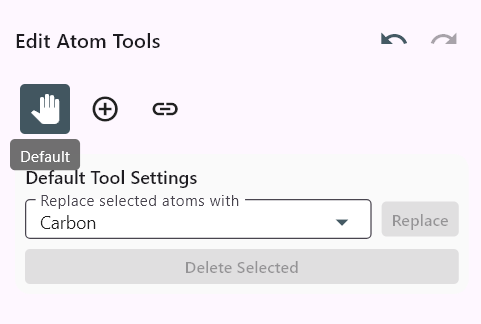 Edit Atom Tools
Default
Default Tool Settings
Replace selected atoms with
Carbon
Replace
Delete Selected